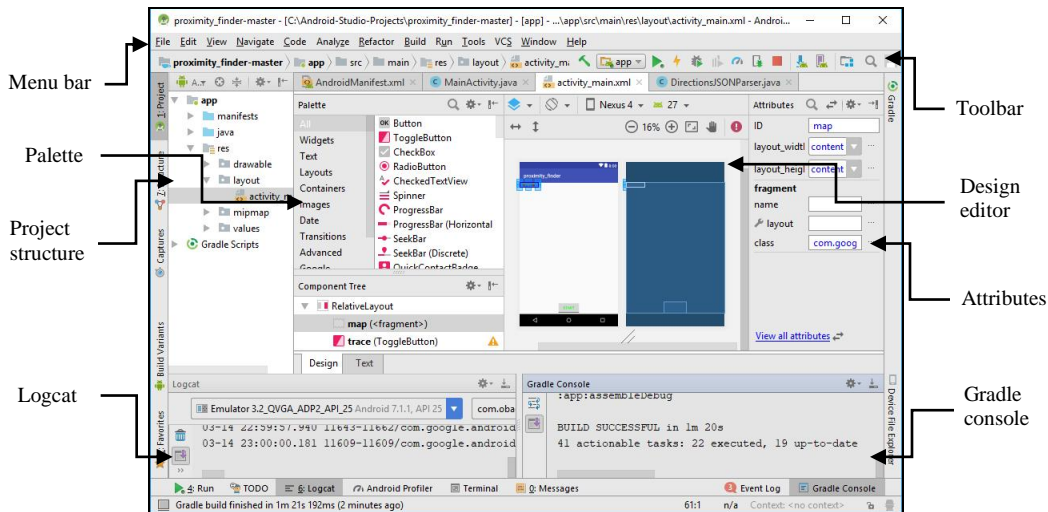 proximity_finder-master - [C:\Android-Studio-Projects\proximity_finder-master] - [app] - ...\app\src\main\res\layout\activity_main.xml - Androi...
File Edit View Navigate Code Analyze Refactor Build Run Tools VCS Window Help
proximity_finder-master app src main res layout activity_m app
Menu bar
Toolbar
1: Project
A..
AndroidManifest.xml
MainActivity.java
activity_main.xml
DirectionsJSONParser.java
Gradle
app
manifests
java
res
drawable
layout
activity_m
mipmap
values
Gradle Scripts
Palette
Project
structure
Captures
Build Variants
Favorites
Palette
All
Widgets
Text
Layouts
Containers
Images
Date
Transitions
Advanced
Google
OK Button
ToggleButton
CheckBox
RadioButton
CheckedTextView
Spinner
ProgressBar
ProgressBar (Horizontal
SeekBar
SeekBar (Discrete)
QuickContactBadge
Component Tree
RelativeLayout
map (<fragment>)
trace (ToggleButton)
Design Text
Nexus 4 27
16%
proximity_finder
Attributes
ID map
layout_widtl content
layout_heigl content
fragment
name
layout
class com.goog
View all attributes
Design
editor
Attributes
Device File Explorer
Logcat
Logcat
Emulator 3.2_QVGA_ADP2_API_25 Android 7.1.1, API 25 com.oba
03-14 22:59:57.940 11643-11662/com.google.android
03-14 23:00:00.181 11609-11609/com.google.android
Gradle Console
:app:assembleDebug
BUILD SUCCESSFUL in 1m 20s
41 actionable tasks: 22 executed, 19 up-to-date
Gradle
console
4: Run TODO 6: Logcat Android Profiler Terminal 0: Messages Event Log Gradle Console
Gradle build finished in 1m 21s 192ms (2 minutes ago) 61:1 n/a Context: <no context>